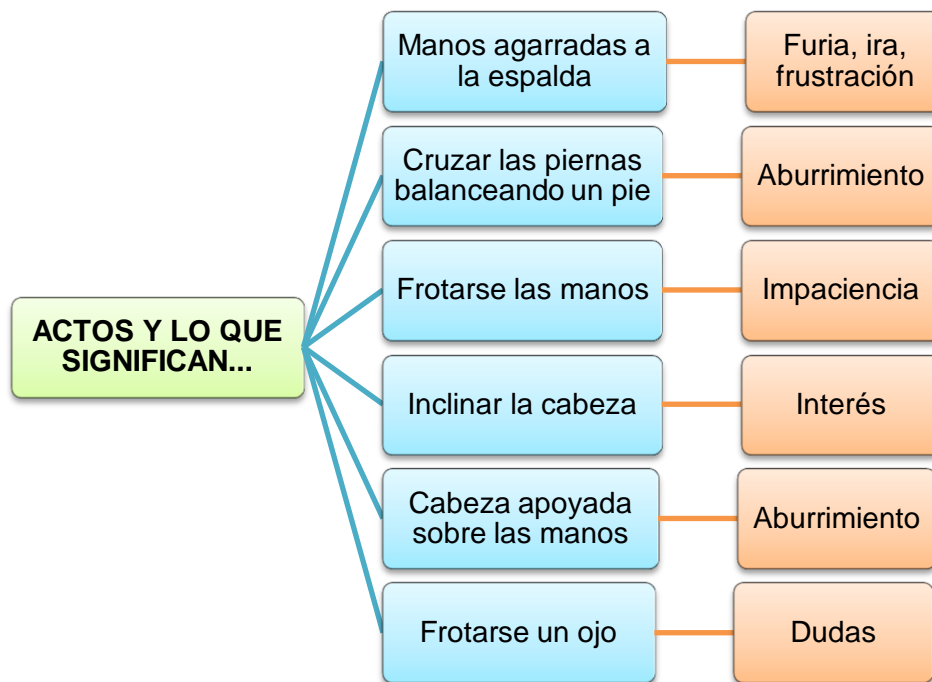 ACTOS Y LO QUE
SIGNIFICAN...
Manos agarradas a
la espalda
Furia, ira,
frustración
Cruzar las piernas
balanceando un pie
Aburrimiento
Frotarse las manos
Impaciencia
Inclinar la cabeza
Interés
Cabeza apoyada
sobre las manos
Aburrimiento
Frotarse un ojo
Dudas